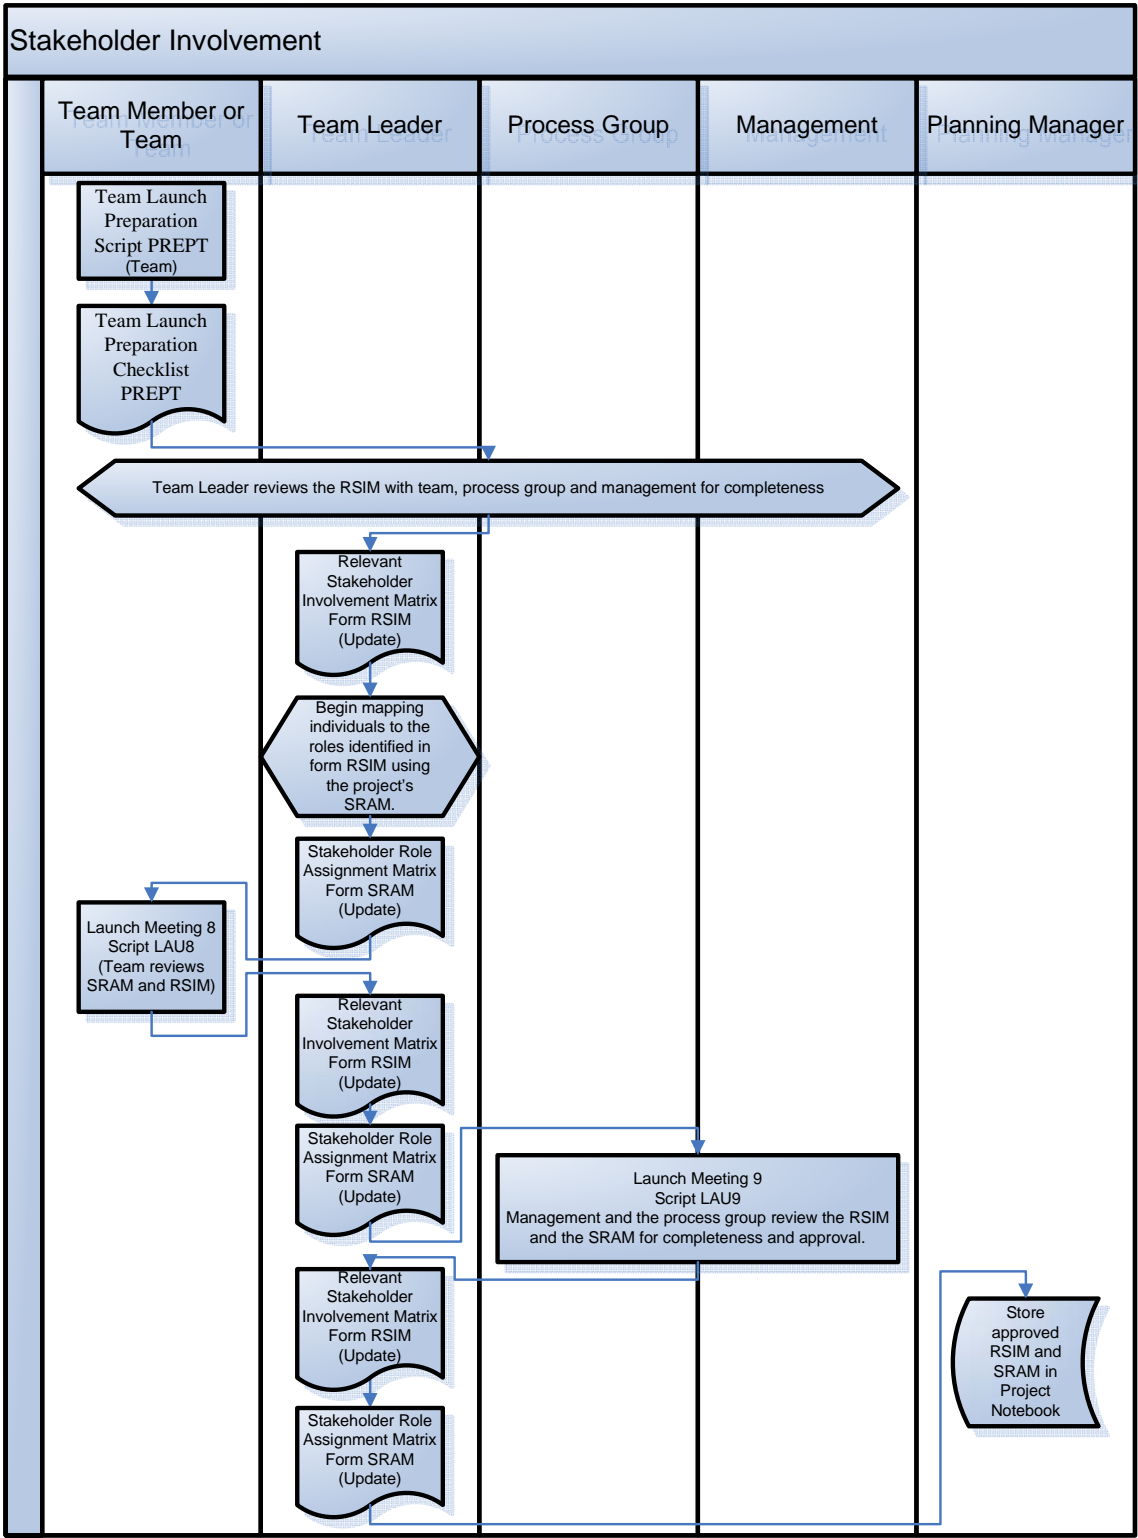 Stakeholder Involvement
Team Member or
Team
Team Leader
Process Group
Management
Planning Manager
Team Launch
Preparation
Script PREPT
(Team)
Team Launch
Preparation
Checklist
PREPT
Team Leader reviews the RSIM with team, process group and management for completeness
Relevant
Stakeholder
Involvement Matrix
Form RSIM
(Update)
Begin mapping
individuals to the
roles identified in
form RSIM using
the project's
SRAM.
Stakeholder Role
Assignment Matrix
Form SRAM
(Update)
Launch Meeting 8
Script LAU8
(Team reviews
SRAM and RSIM)
Relevant
Stakeholder
Involvement Matrix
Form RSIM
(Update)
Stakeholder Role
Assignment Matrix
Form SRAM
(Update)
Launch Meeting 9
Script LAU9
Management and the process group review the RSIM
and the SRAM for completeness and approval.
Relevant
Stakeholder
Involvement Matrix
Form RSIM
(Update)
Store
approved
RSIM and
SRAM in
Project
Notebook
Stakeholder Role
Assignment Matrix
Form SRAM
(Update)